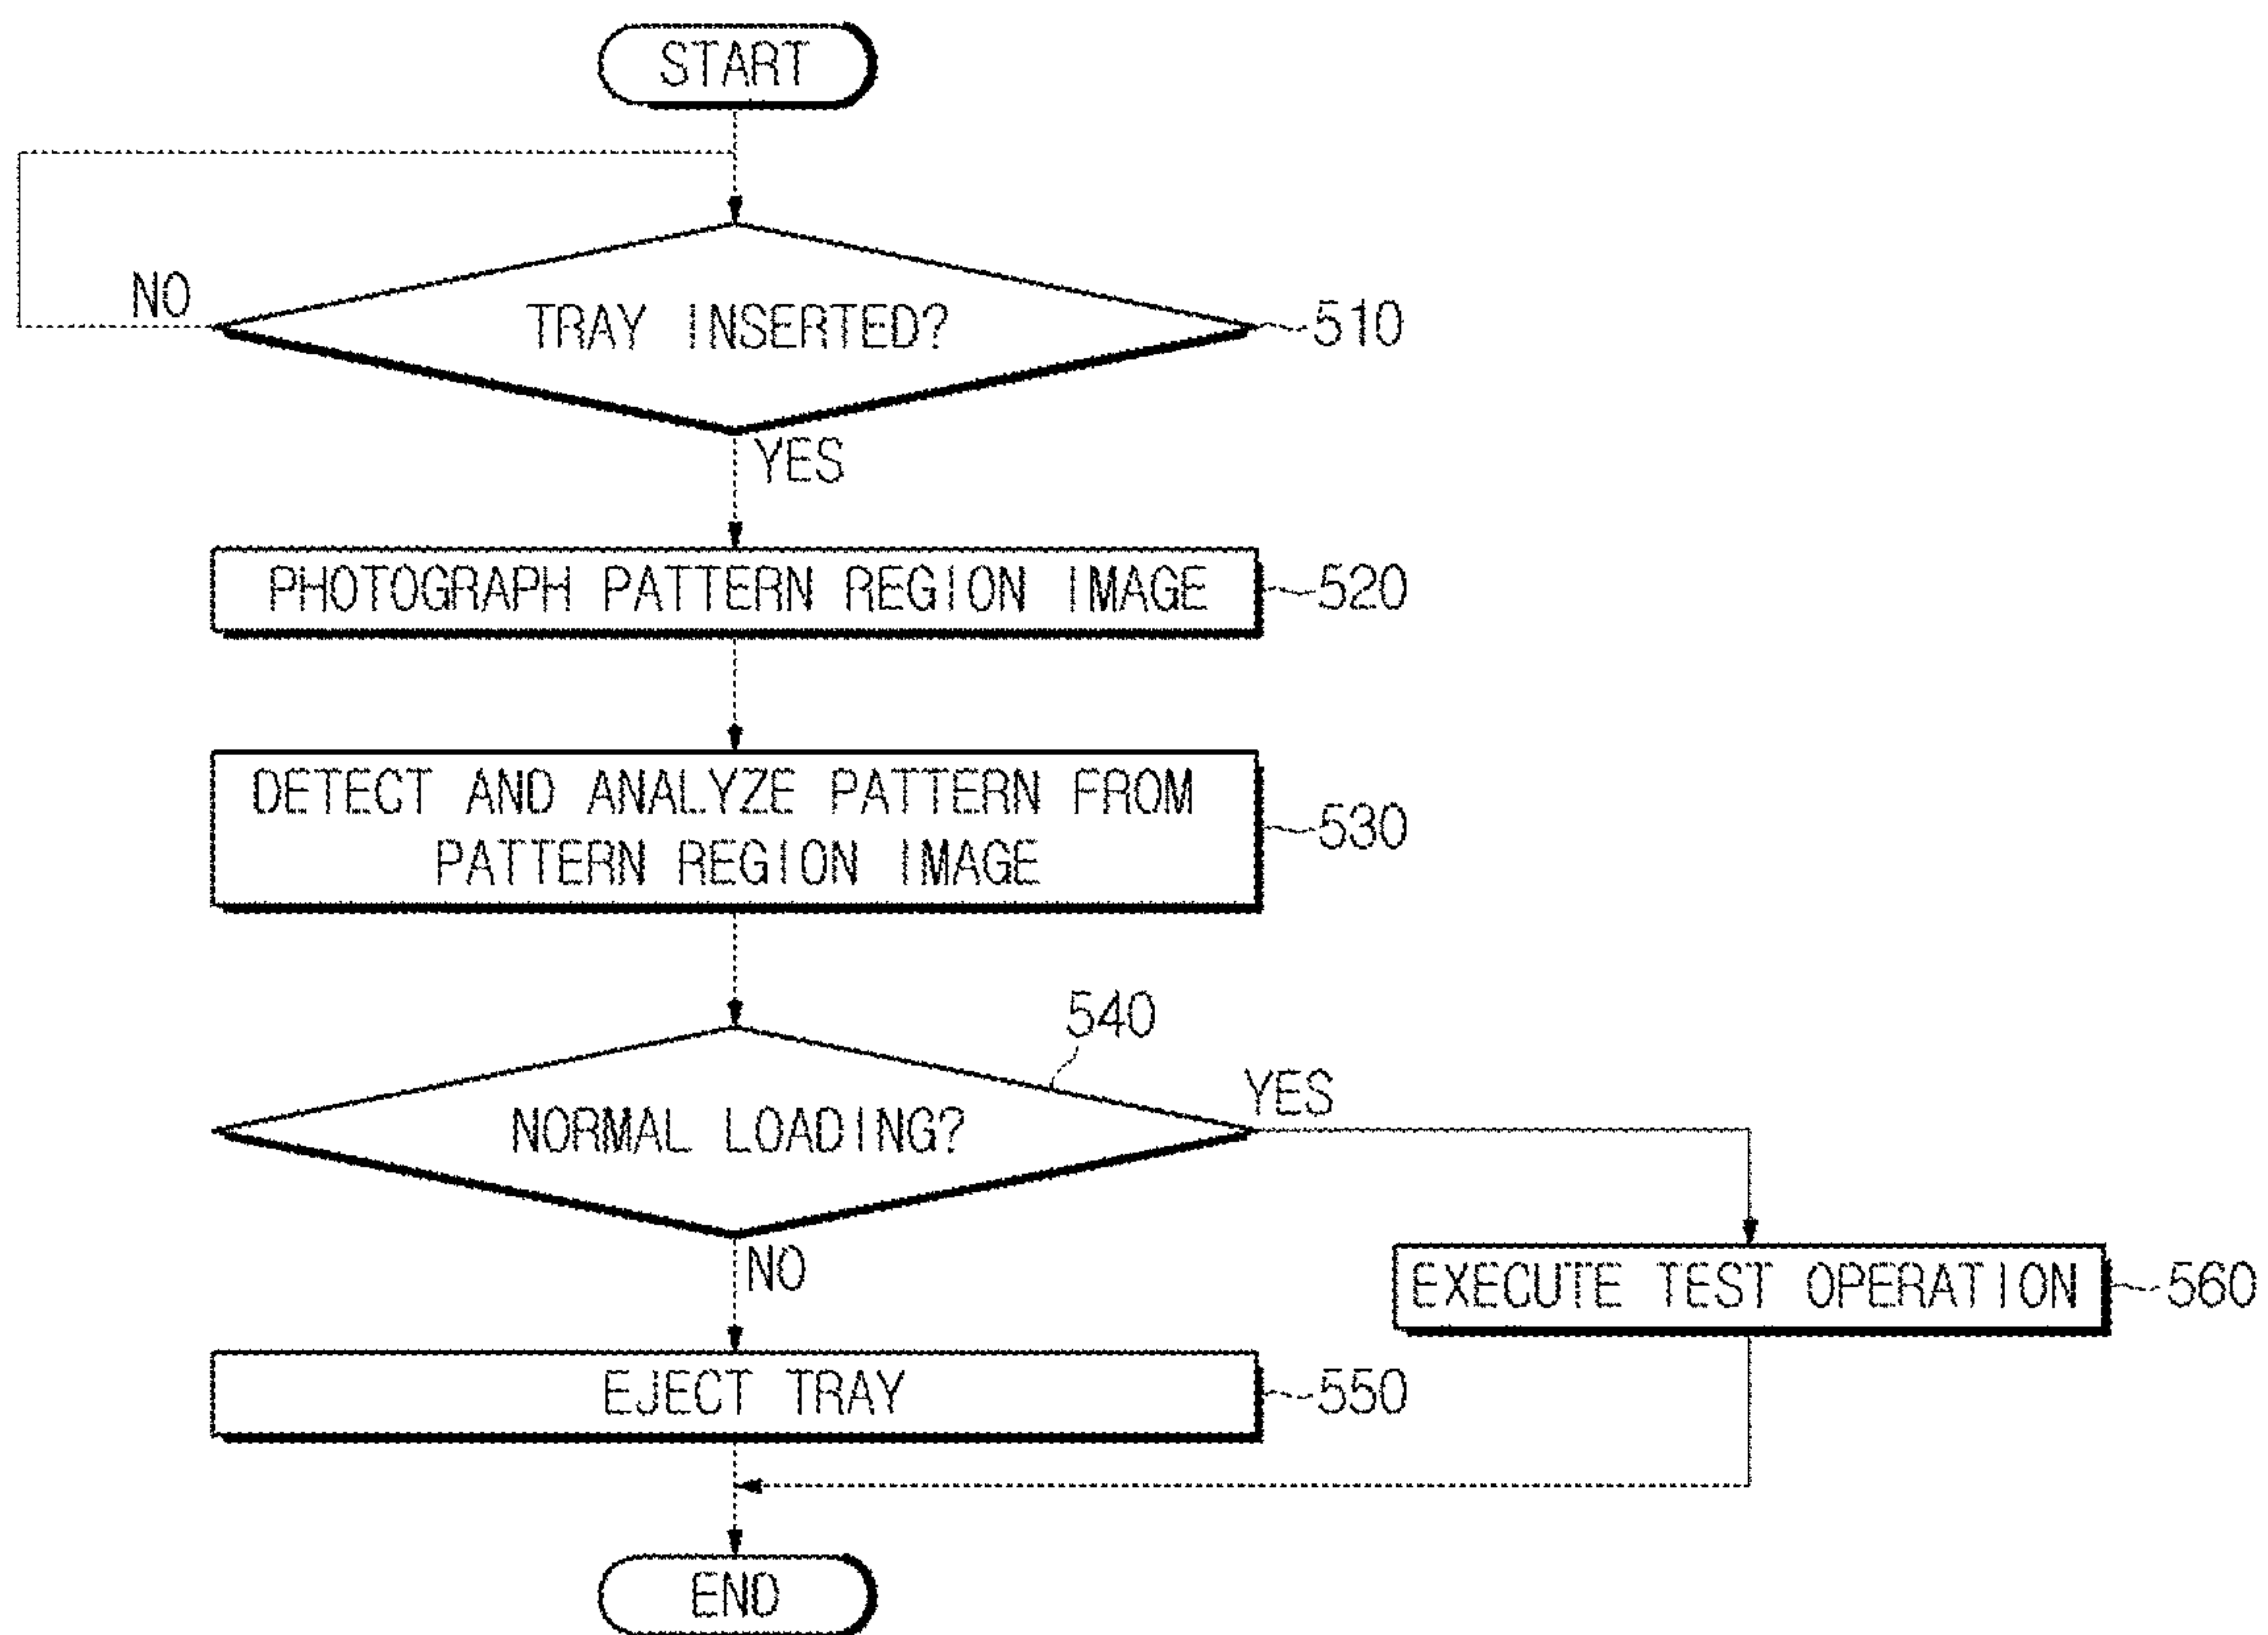 START
NO
TRAY INSERTED?
510
YES
PHOTOGRAPH PATTERN REGION IMAGE
520
DETECT AND ANALYZE PATTERN FROM
PATTERN REGION IMAGE
530
540
NORMAL LOADING?
YES
NO
EXECUTE TEST OPERATION
560
EJECT TRAY
550
END